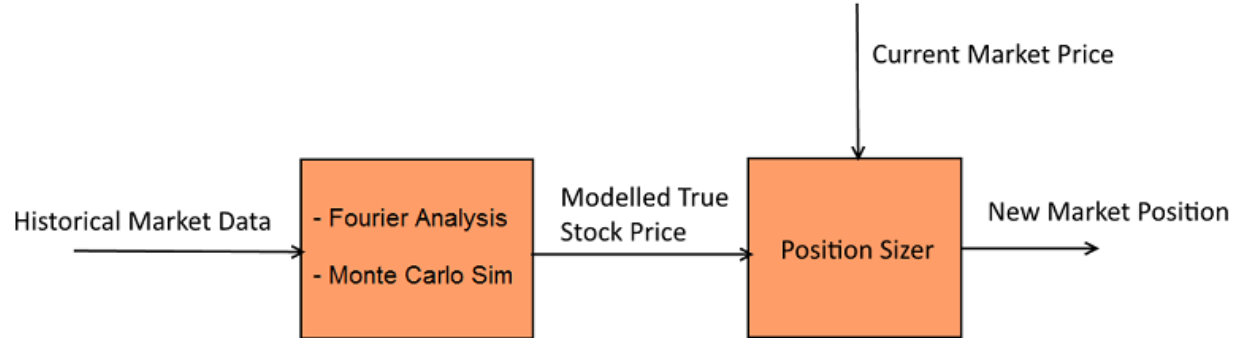 Current Market Price
Historical Market Data
- Fourier Analysis
- Monte Carlo Sim
Modelled True
Stock Price
Position Sizer
New Market Position